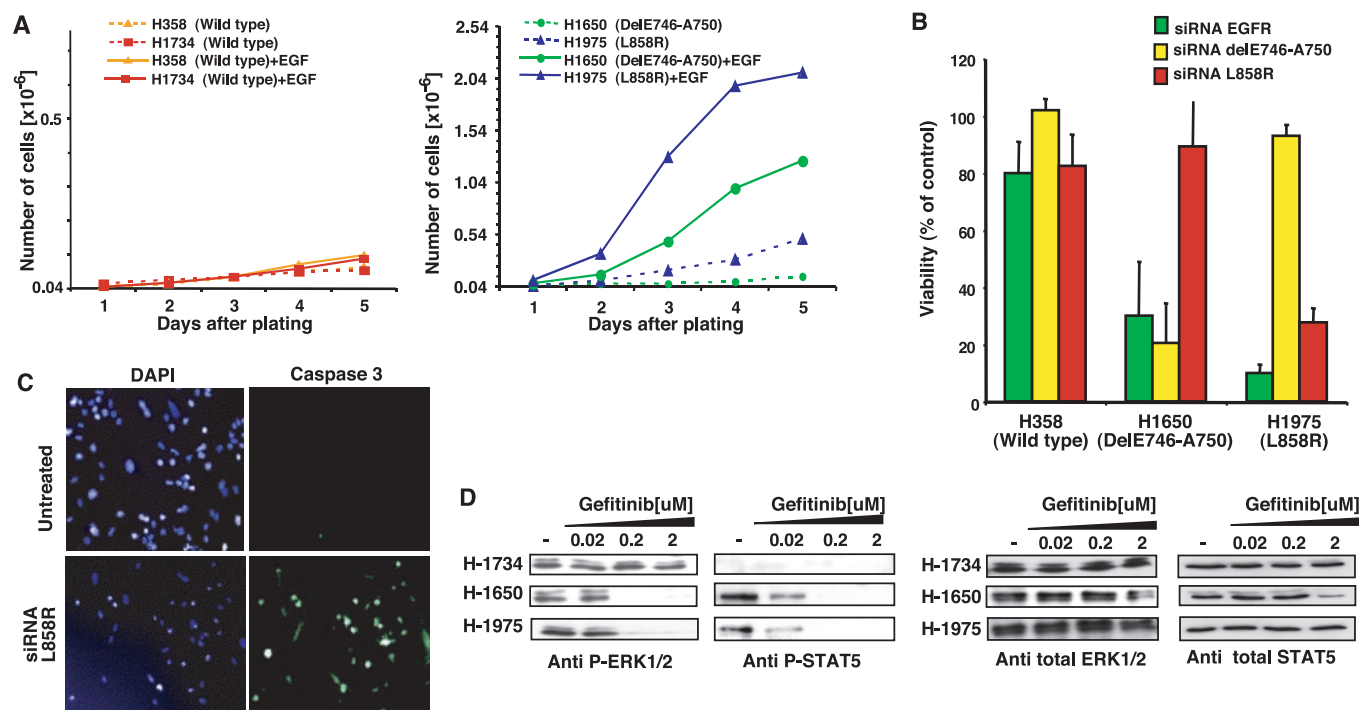 A
H358 (Wild type)
H1734 (Wild type)
H358 (Wild type)+EGF
H1734 (Wild type)+EGF
Number of cells [x10-6]
0.5
0.04
1 2 3 4 5
Days after plating
H1650 (DelE746-A750)
H1975 (L858R)
H1650 (DelE746-A750)+EGF
H1975 (L858R)+EGF
Number of cells [x10-6]
2.54
2.04
1.54
1.04
0.54
0.04
1 2 3 4 5
Days after plating
B
siRNA EGFR
siRNA delE746-A750
siRNA L858R
Viability (% of control)
120
100
80
60
40
20
0
H358 H1650 H1975
(Wild type) (DelE746-A750) (L858R)
C
DAPI Caspase 3
Untreated
siRNA
L858R
D
Gefitinib[uM] Gefitinib[uM] Gefitinib[uM] Gefitinib[uM]
- 0.02 0.2 2 - 0.02 0.2 2 - 0.02 0.2 2 - 0.02 0.2 2
H-1734 H-1734
H-1650 H-1650
H-1975 H-1975
Anti P-ERK1/2 Anti P-STAT5 Anti total ERK1/2 Anti total STAT5